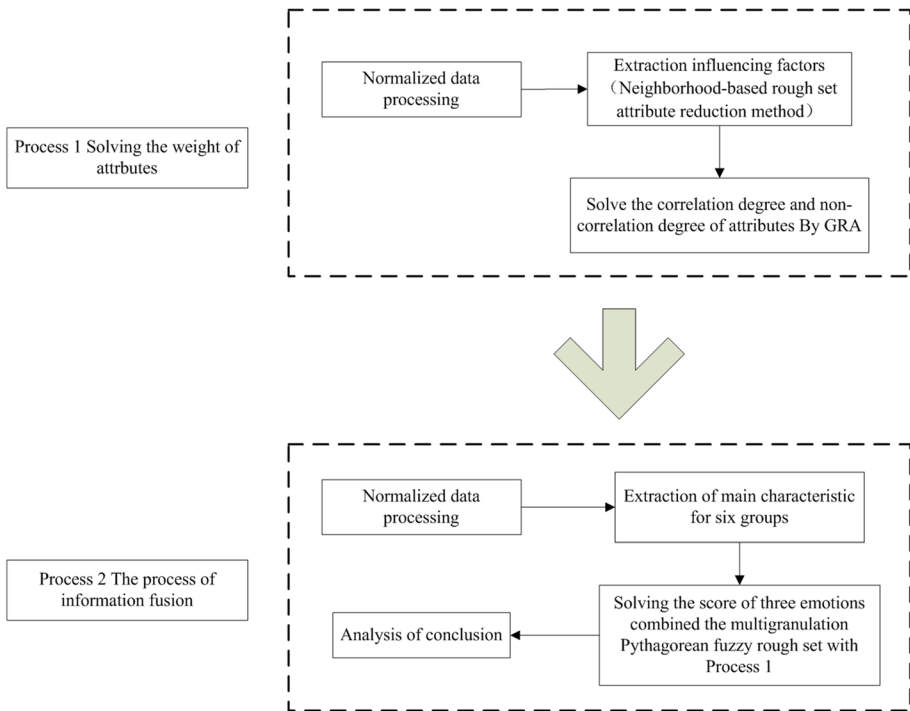 Normalized data
processing
Extraction influencing factors
（Neighborhood-based rough set
attribute reduction method）
Process 1 Solving the weight of
attrbutes
Solve the correlation degree and non-
correlation degree of attributes By GRA
Normalized data
processing
Extraction of main characteristic
for six groups
Process 2 The process of
information fusion
Solving the score of three emotions
combined the multigranulation
Pythagorean fuzzy rough set with
Process 1
Analysis of conclusion